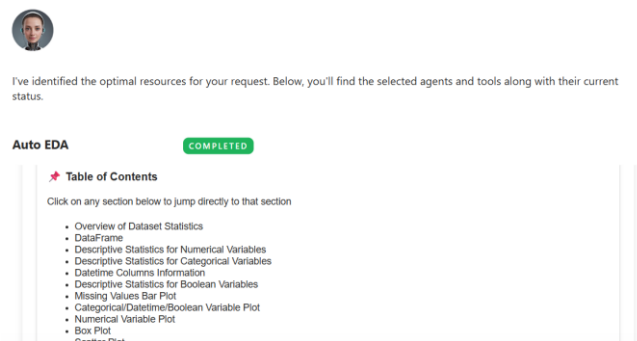 I've identified the optimal resources for your request. Below, you'll find the selected agents and tools along with their current
status.
Auto EDA
COMPLETED
📌 Table of Contents
Click on any section below to jump directly to that section
• Overview of Dataset Statistics
• DataFrame
• Descriptive Statistics for Numerical Variables
• Descriptive Statistics for Categorical Variables
• Datetime Columns Information
• Descriptive Statistics for Boolean Variables
• Missing Values Bar Plot
• Categorical/Datetime/Boolean Variable Plot
• Numerical Variable Plot
• Box Plot